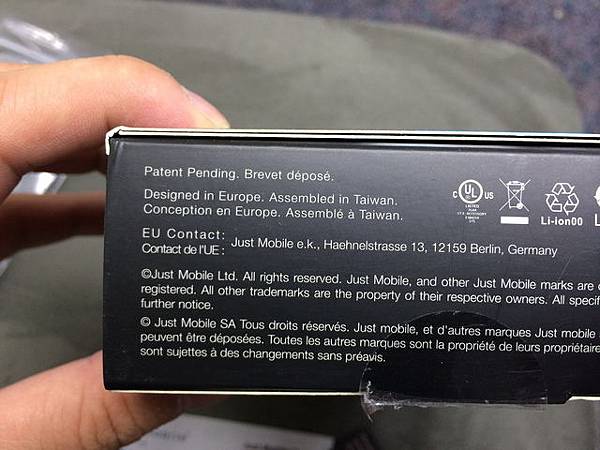 Patent Pending. Brevet déposé.
Designed in Europe. Assembled in Taiwan.
Conception en Europe. Assemblé à Taiwan.
EU Contact:
Contact de l'UE: Just Mobile e.k., Haehnelstrasse 13, 12159 Berlin, Germany
©Just Mobile Ltd. All rights reserved. Just Mobile, and other Just Mobile marks are
registered. All other trademarks are the property of their respective owners. All
further notice.
© Just Mobile SA Tous droits réservés. Just mobile, et d'autres marques Just mobile
peuvent être déposées. Toutes les autres marques sont la propriété de leurs
sont sujettes à des changements sans préavis.
C UL US
LISTED
Li-ion00